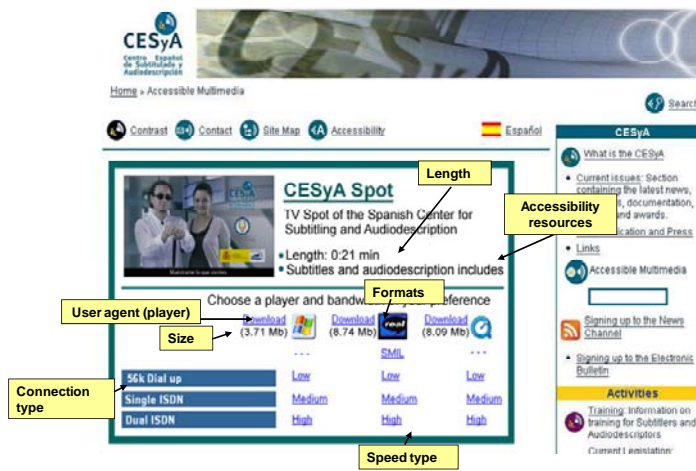 CESyA
Centro Español
de Subtitulado y
Audiodescripción
Home » Accessible Multimedia
Search
Contrast Contact Site Map Accessibility Español
CESyA Spot
TV Spot of the Spanish Center for
Subtitling and Audiodescription
Length: 0:21 min
Subtitles and audiodescription includes
Length
Accessibility
resources
Choose a player and bandwidth preference
Formats
User agent (player)
Size
Download Download Download
(3.71 Mb) (8.74 Mb) (8.09 Mb)
real
--- SMIL ---
Connection
type
56k Dial up Low Low Low
Single ISDN Medium Medium Medium
Dual ISDN High High High
Speed type
CESyA
What is the CESyA
Current issues: Section
containing the latest news,
documentation,
and awards.
and Press
Links
Accessible Multimedia
Signing up to the News
Channel
Signing up to the Electronic
Bulletin
Activities
Training: Information on
training for Subtitlers and
Audiodescriptors
Current Legislation: